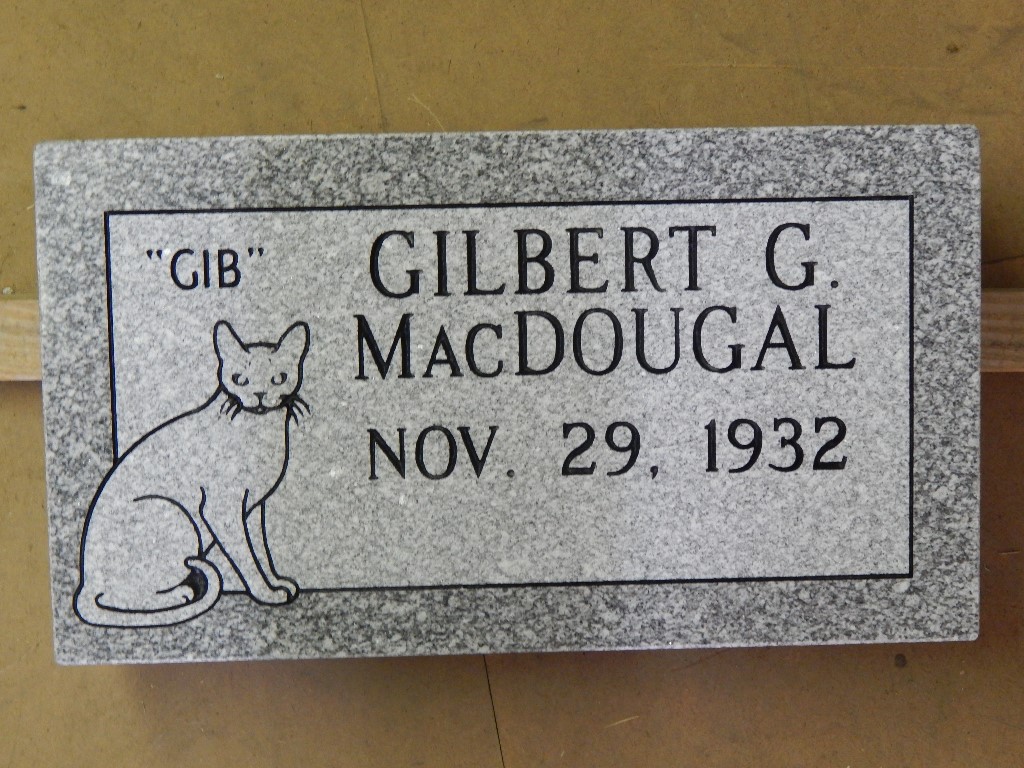 "GIB"
GILBERT G.
MACDOUGAL
NOV. 29, 1932